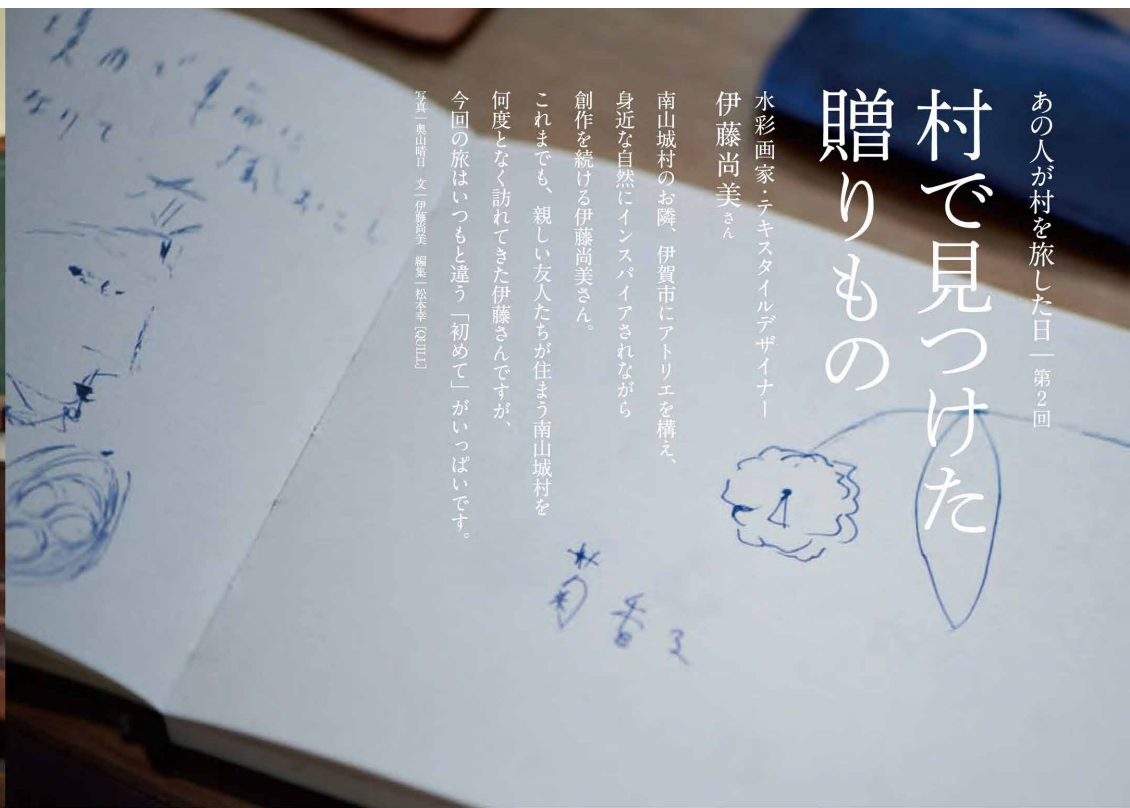 あの人が村を旅した日|第2回
村で見つけた
贈りもの
水彩画家・テキスタイルデザイナー
伊藤尚美さん
南山城村のお隣、伊賀市にアトリエを構え、
身近な自然にインスパイアされながら
創作を続ける伊藤尚美さん。
これまでも、親しい友人たちが住まう南山城村を
何度となく訪れてきた伊藤さんですが、
今回の旅はいつもと違う「初めて」がいっぱいです。
写真|奥山晴日 文|伊藤尚美 編集|松本幸[QUILL]
菊香る
なりて